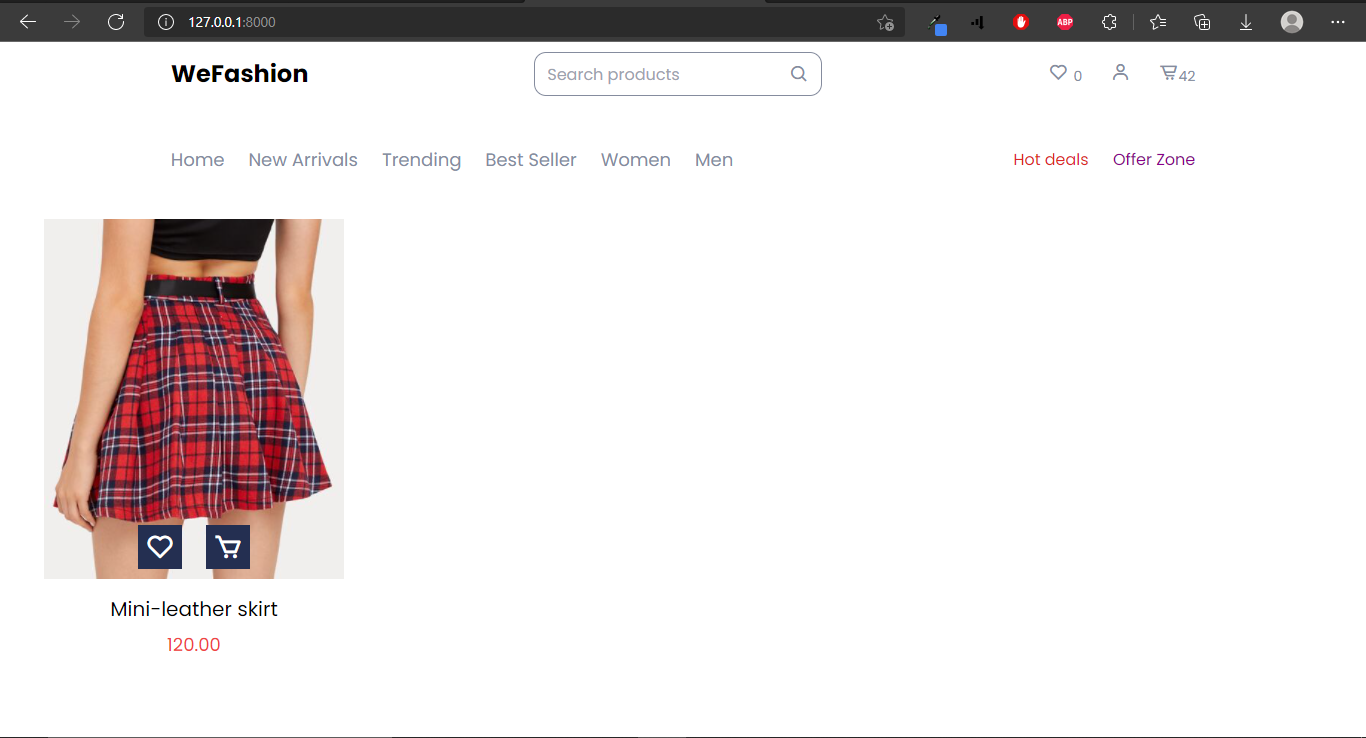 127.0.0.1:8000
ABP
WeFashion
Search products
0
42
Home New Arrivals Trending Best Seller Women Men
Hot deals Offer Zone
Mini-leather skirt
120.00